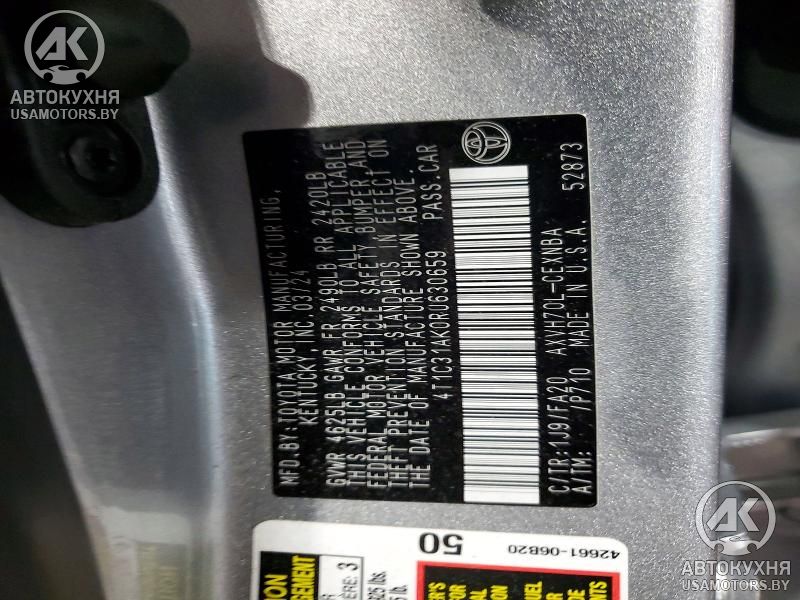 AK
АВТОКУХНЯ
USAMOTORS.BY
MFD.BY:TOYOTA MOTOR MANUFACTURING,
KENTUCKY, INC. 03/24
GVWR 4625LB GAWR FR 2490LB RR 2420LB
THIS VEHICLE CONFORMS TO ALL APPLICABLE
FEDERAL MOTOR VEHICLE SAFETY, BUMPER, AND
THEFT PREVENTION STANDARDS IN EFFECT ON
THE DATE OF MANUFACTURE SHOWN ABOVE.
4T1C31AK0RU630659 PASS.CAR
C/TR:1J9/FA20 AXVH70L-CEXNBA
A/TM: /P710 MADE IN U.S.A. 52873
50
42661-06B20
AK
АВТОКУХНЯ
USAMOTORS.BY